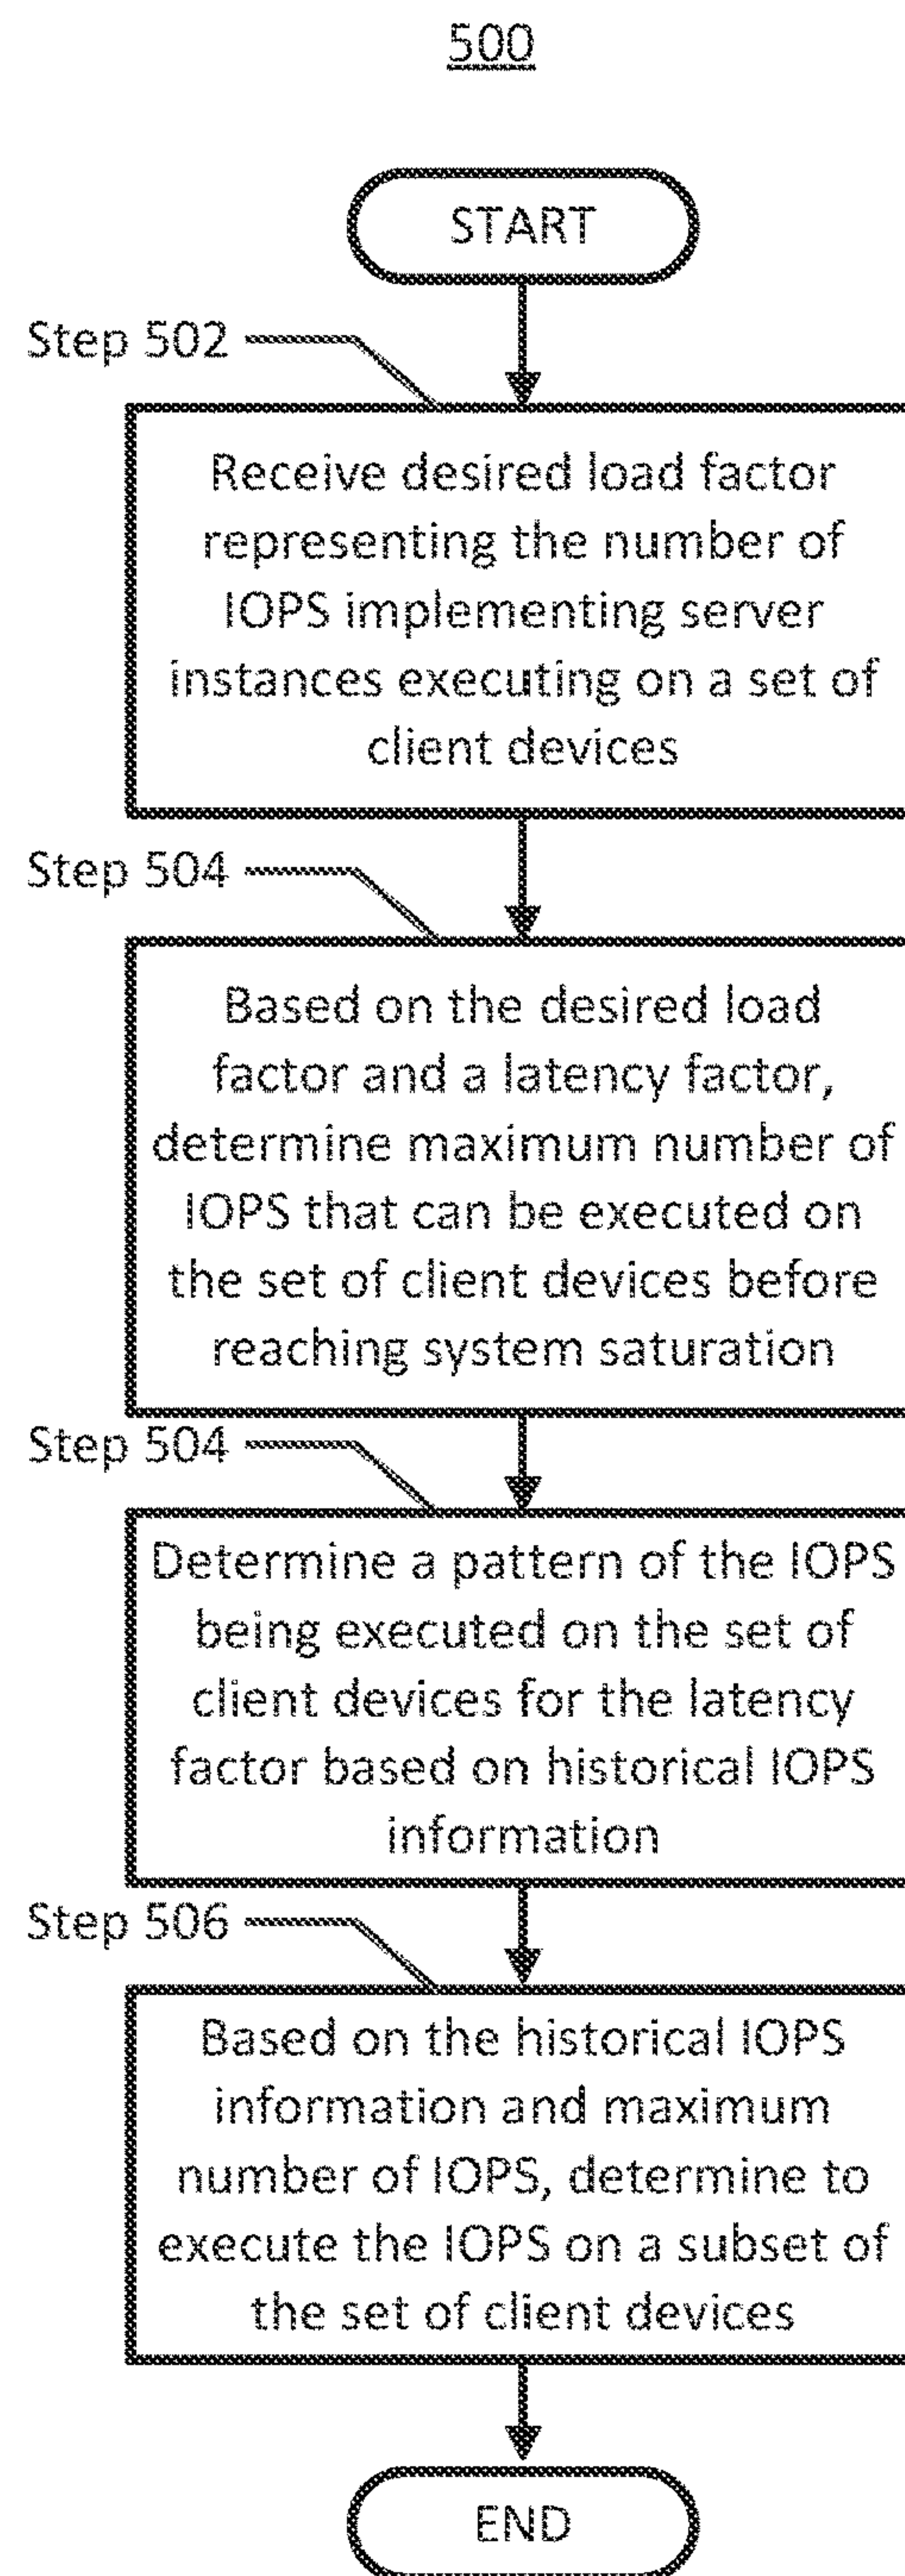 500
START
Step 502
Receive desired load factor
representing the number of
IOPS implementing server
instances executing on a set of
client devices
Step 504
Based on the desired load
factor and a latency factor,
determine maximum number of
IOPS that can be executed on
the set of client devices before
reaching system saturation
Step 504
Determine a pattern of the IOPS
being executed on the set of
client devices for the latency
factor based on historical IOPS
information
Step 506
Based on the historical IOPS
information and maximum
number of IOPS, determine to
execute the IOPS on a subset of
the set of client devices
END